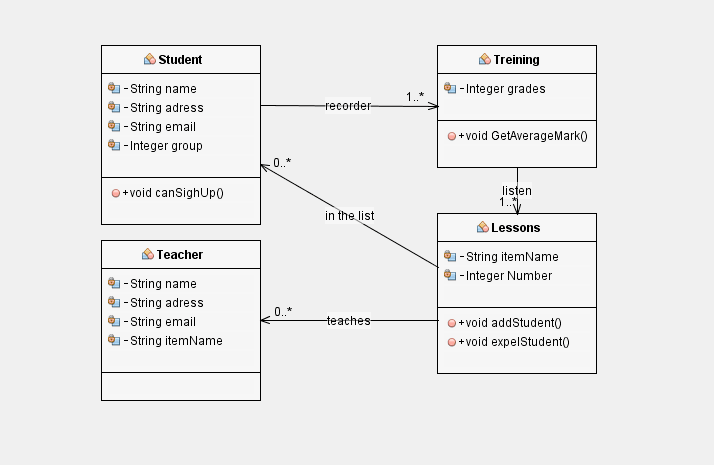 Student
-String name
-String adress
-String email
-Integer group
+void canSighUp()
recorder
1..*
Treining
-Integer grades
+void GetAverageMark()
listen
1..*
0..*
in the list
Lessons
-String itemName
-Integer Number
+void addStudent()
+void expelStudent()
Teacher
-String name
-String adress
-String email
-String itemName
0..*
teaches